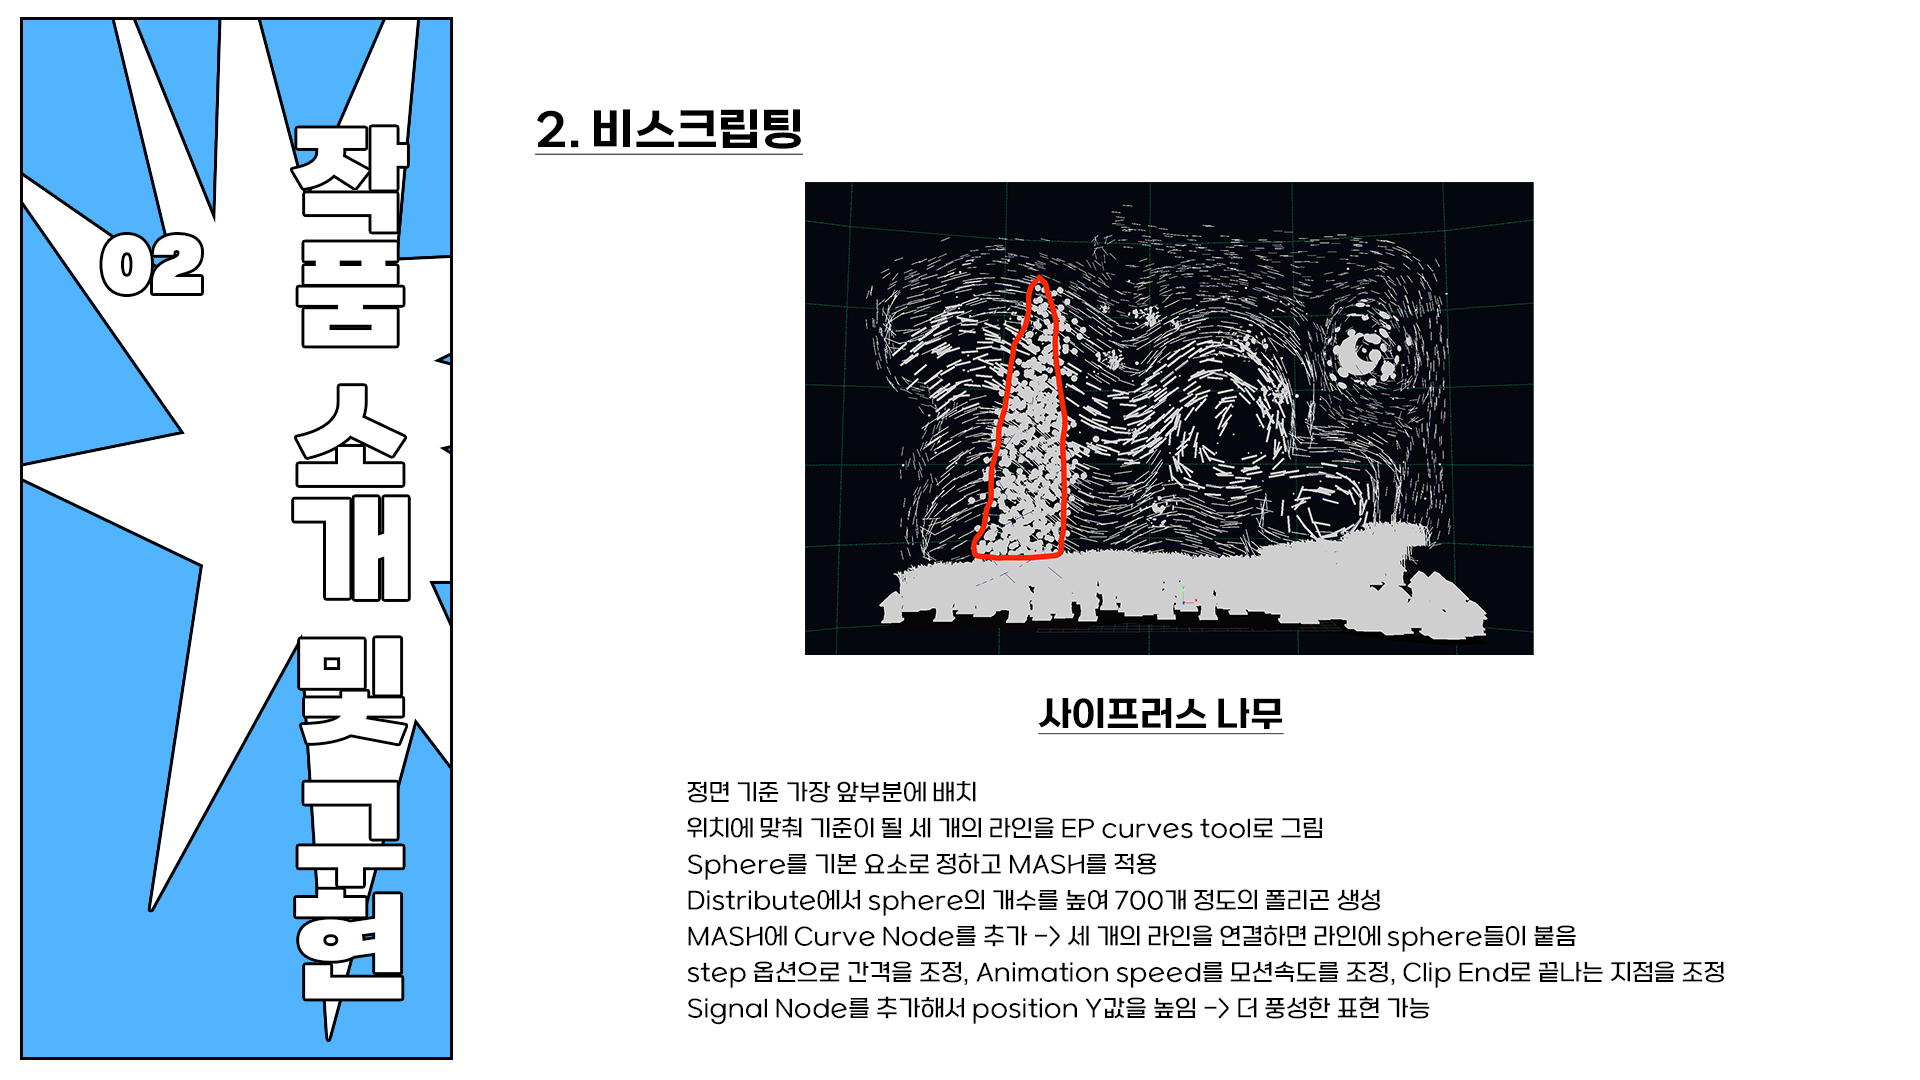 02
작품 소개 및 구현
2. 비스크립팅
사이프러스 나무
정면 기준 가장 앞부분에 배치
위치에 맞춰 기준이 될 세 개의 라인을 EP curves tool로 그림
Sphere를 기본 요소로 정하고 MASH를 적용
Distribute에서 sphere의 개수를 높여 700개 정도의 폴리곤 생성
MASH에 Curve Node를 추가 -> 세 개의 라인을 연결하면 라인에 sphere들이 붙음
step 옵션으로 간격을 조정, Animation speed를 모션속도를 조정, Clip End로 끝나는 지점을 조정
Signal Node를 추가해서 position Y값을 높임 -> 더 풍성한 표현 가능